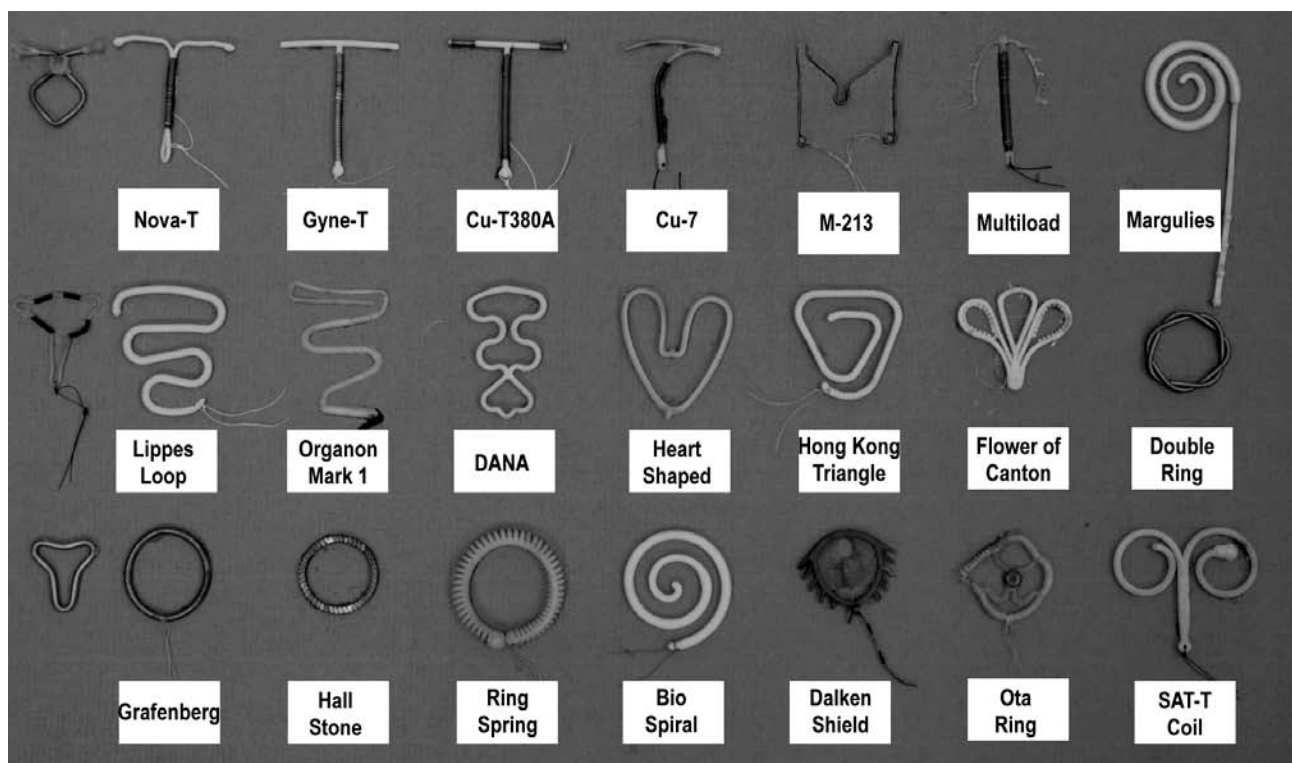 Nova-T
Gyne-T
Cu-T380A
Cu-7
M-213
Multiload
Margulies
Lippes
Loop
Organon
Mark 1
DANA
Heart
Shaped
Hong Kong
Triangle
Flower of
Canton
Double
Ring
Grafenberg
Hall
Stone
Ring
Spring
Bio
Spiral
Dalken
Shield
Ota
Ring
SAT-T
Coil